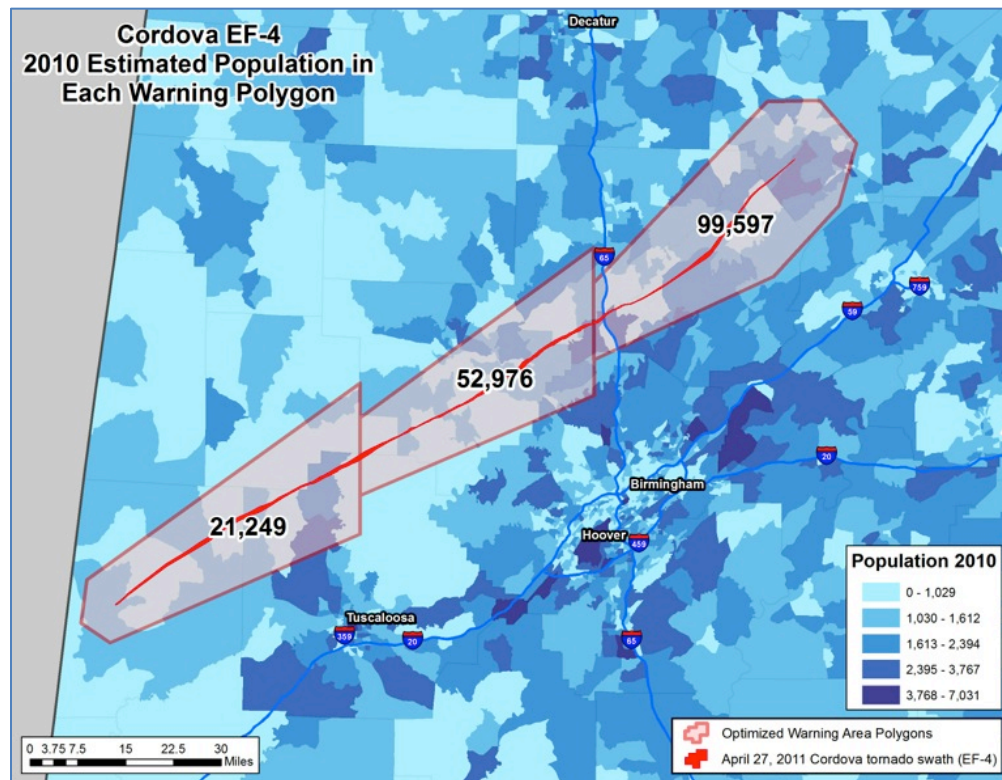 Cordova EF-4
2010 Estimated Population in
Each Warning Polygon
Decatur
99,597
65
759
59
52,976
20
Birmingham
21,249
Hoover
459
Tuscaloosa
359
20
65
Population 2010
0 - 1,029
1,030 - 1,612
1,613 - 2,394
2,395 - 3,767
3,768 - 7,031
Optimized Warning Area Polygons
April 27, 2011 Cordova tornado swath (EF-4)
0 3.75 7.5 15 22.5 30
Miles